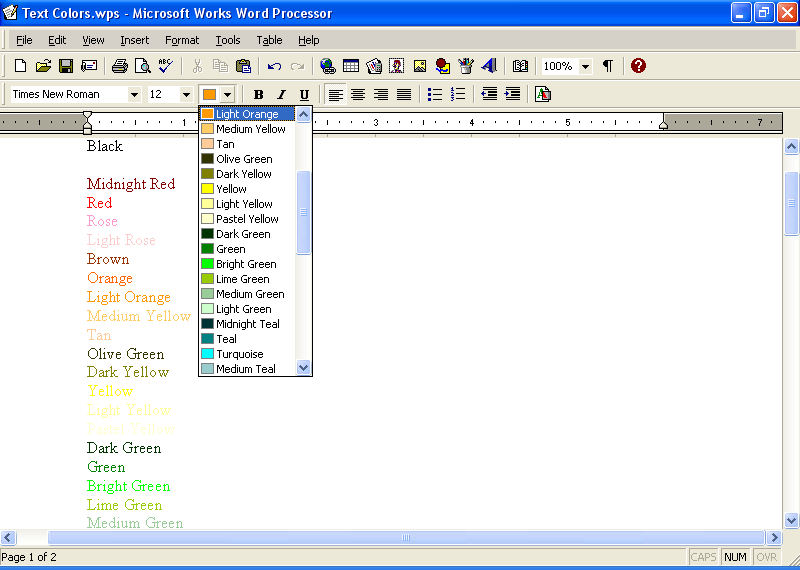 Text Colors.wps - Microsoft Works Word Processor
File Edit View Insert Format Tools Table Help
100%
Times New Roman 12 B I U
1 3 4 5 7
Light Orange
Medium Yellow
Tan
Olive Green
Dark Yellow
Yellow
Light Yellow
Pastel Yellow
Dark Green
Green
Bright Green
Lime Green
Medium Green
Light Green
Midnight Teal
Teal
Turquoise
Medium Teal
Black
Midnight Red
Red
Rose
Light Rose
Brown
Orange
Light Orange
Medium Yellow
Tan
Olive Green
Dark Yellow
Yellow
Light Yellow
Pastel Yellow
Dark Green
Green
Bright Green
Lime Green
Medium Green
Page 1 of 2 CAPS NUM OVR